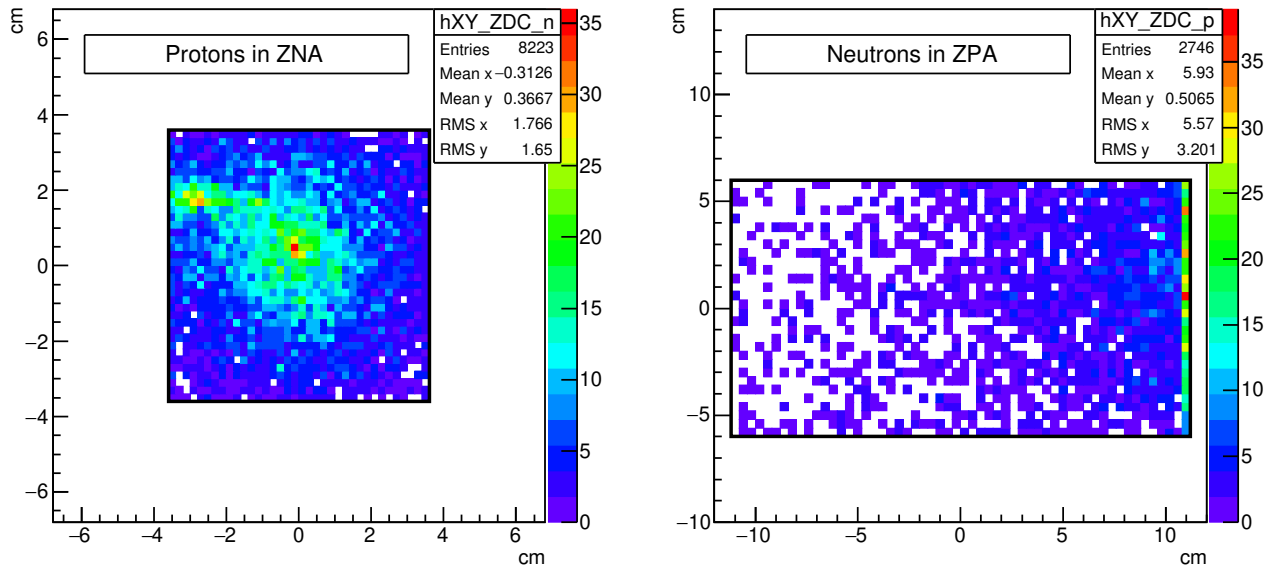 cm
6
4
2
0
−2
−4
−6
−6
−4
−2
0
2
4
6
cm
Protons in ZNA
hXY_ZDC_n
Entries 8223
Mean x −0.3126
Mean y 0.3667
RMS x 1.766
RMS y 1.65
35
30
25
20
15
10
5
0
cm
10
5
0
−5
−10
−10
−5
0
5
10
cm
Neutrons in ZPA
hXY_ZDC_p
Entries 2746
Mean x 5.93
Mean y 0.5065
RMS x 5.57
RMS y 3.201
35
30
25
20
15
10
5
0